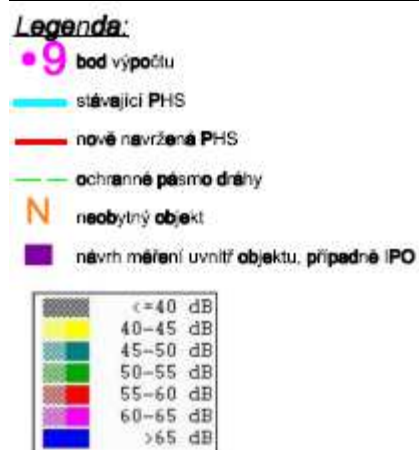 Legenda:
9 bod výpočtu
stávající PHS
nově navržená PHS
ochranné pásmo dráhy
N neobytný objekt
návrh měření uvnitř objektu, případně IPO
<=40 dB
40-45 dB
45-50 dB
50-55 dB
55-60 dB
60-65 dB
>65 dB